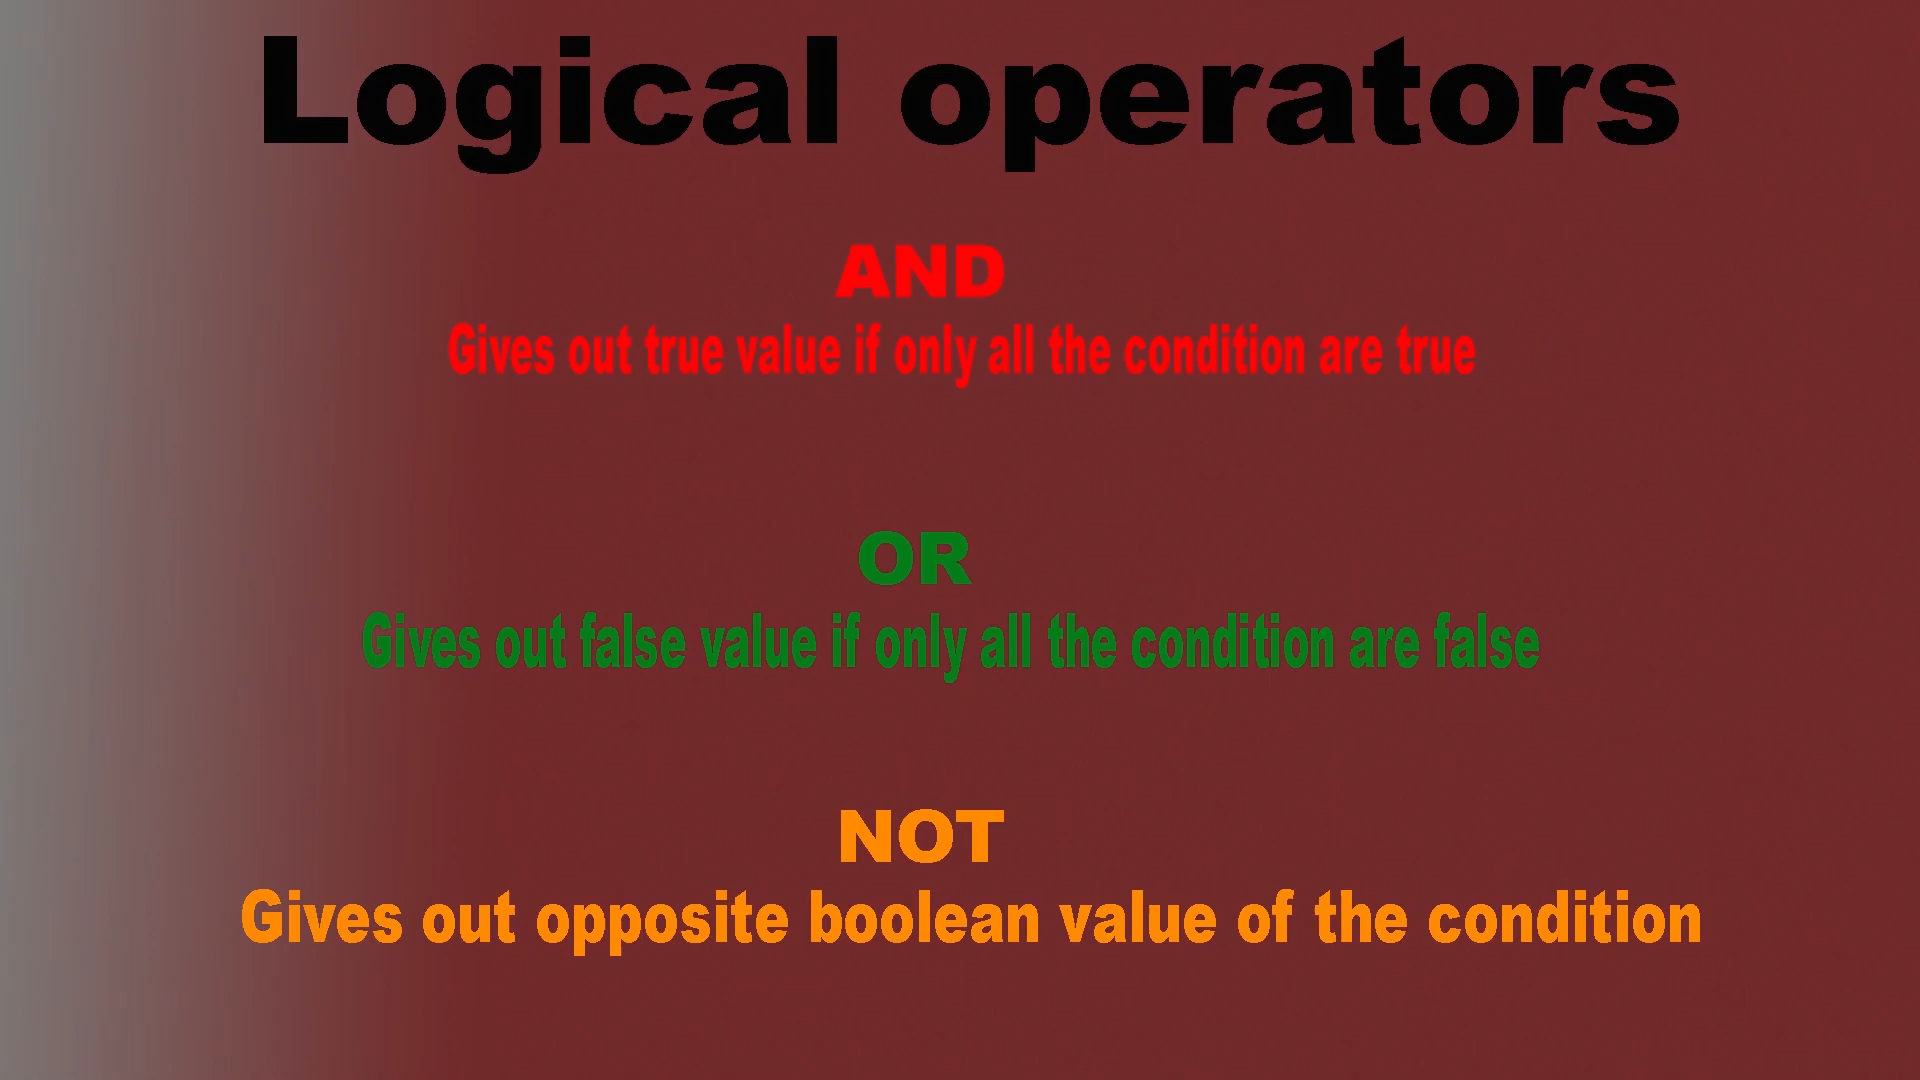 Logical operators
AND
Gives out true value if only all the condition are true
OR
Gives out false value if only all the condition are false
NOT
Gives out opposite boolean value of the condition